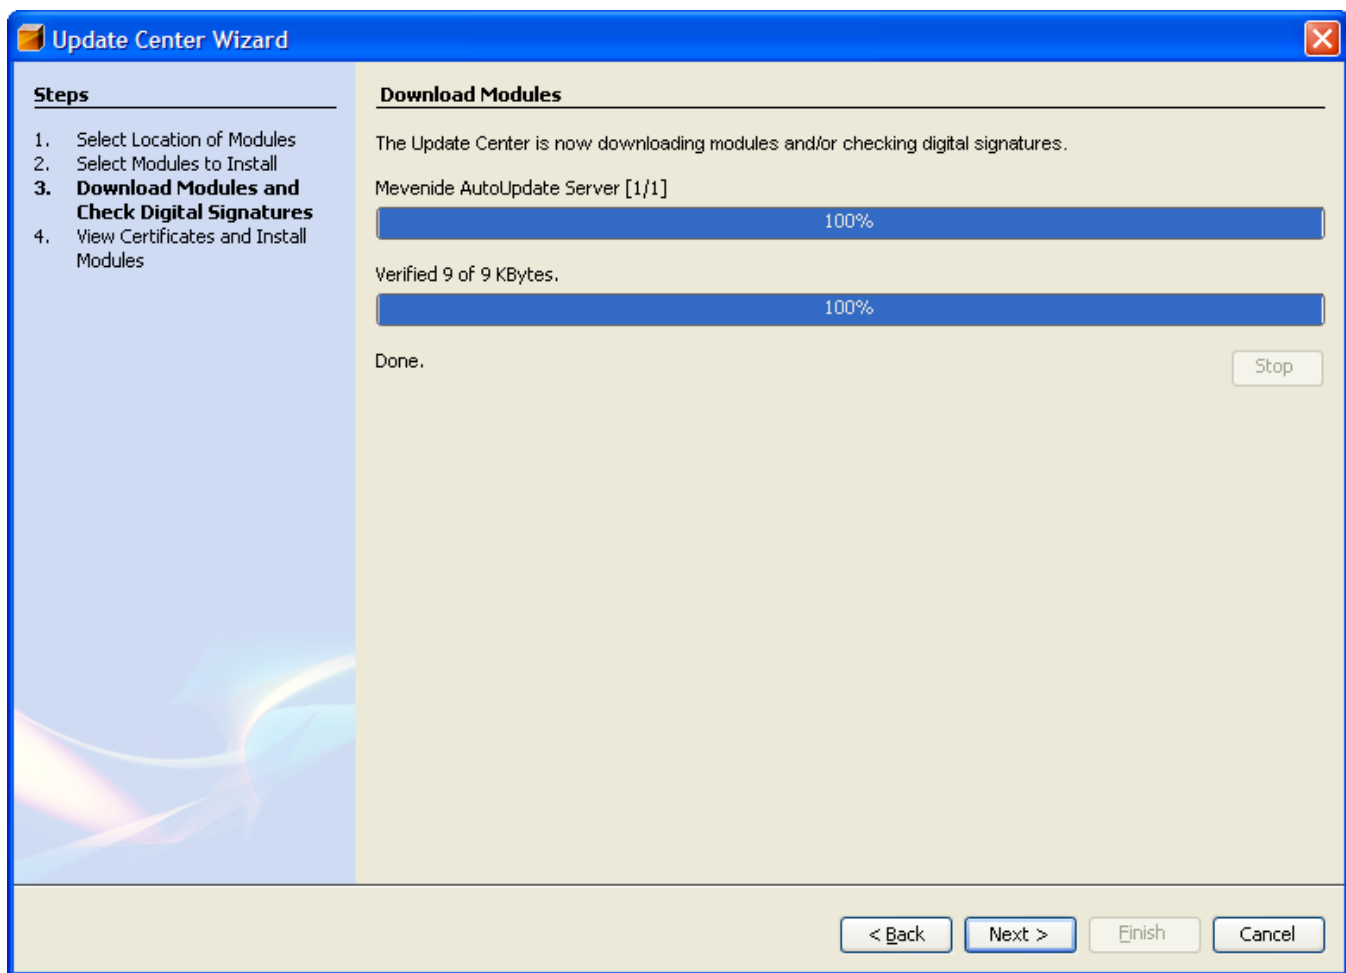 Update Center Wizard
Steps
1. Select Location of Modules
2. Select Modules to Install
3. Download Modules and
Check Digital Signatures
4. View Certificates and Install
Modules
Download Modules
The Update Center is now downloading modules and/or checking digital signatures.
Mevenide AutoUpdate Server [1/1]
100%
Verified 9 of 9 KBytes.
100%
Done.
Stop
< Back
Next >
Finish
Cancel